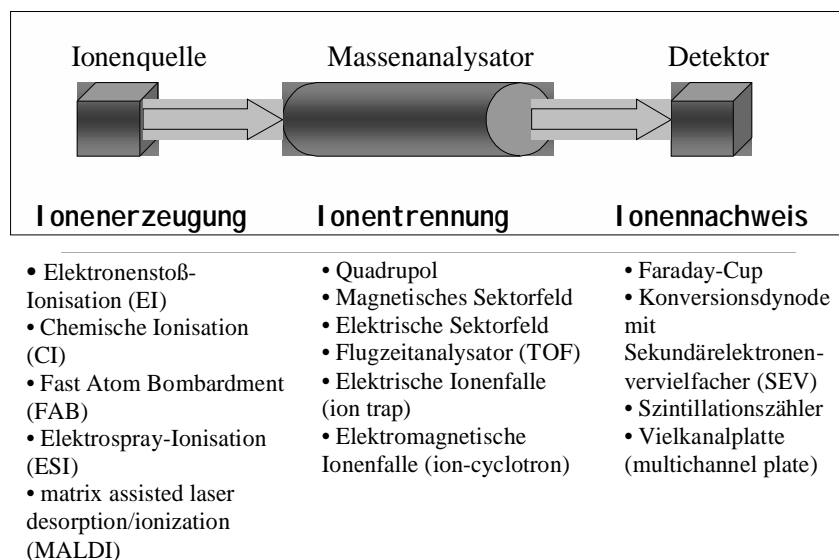 Ionenquelle Massenanalysator Detektor
Ionenerzeugung Ionentrennung Ionennachweis
• Elektronenstoß-
Ionisation (EI)
• Chemische Ionisation
(CI)
• Fast Atom Bombardment
(FAB)
• Elektrospray-Ionisation
(ESI)
• matrix assisted laser
desorption/ionization
(MALDI)
• Quadrupol
• Magnetisches Sektorfeld
• Elektrische Sektorfeld
• Flugzeitanalysator (TOF)
• Elektrische Ionenfalle
(ion trap)
• Elektromagnetische
Ionenfalle (ion-cyclotron)
• Faraday-Cup
• Konversionsdynode
mit
Sekundärelektronen-
vervielfacher (SEV)
• Szintillationszähler
• Vielkanalplatte
(multichannel plate)